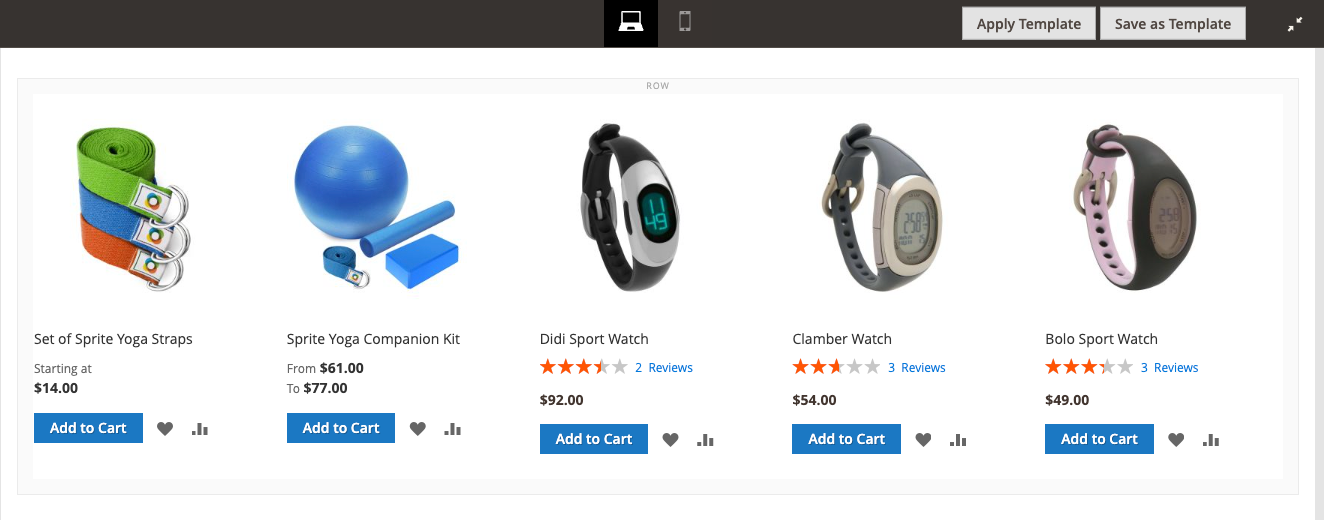 Apply Template
Save as Template
ROW
Set of Sprite Yoga Straps
Starting at
$14.00
Add to Cart
Sprite Yoga Companion Kit
From $61.00
To $77.00
Add to Cart
11
49
Didi Sport Watch
2 Reviews
$92.00
Add to Cart
Clamber Watch
3 Reviews
$54.00
Add to Cart
Bolo Sport Watch
3 Reviews
$49.00
Add to Cart